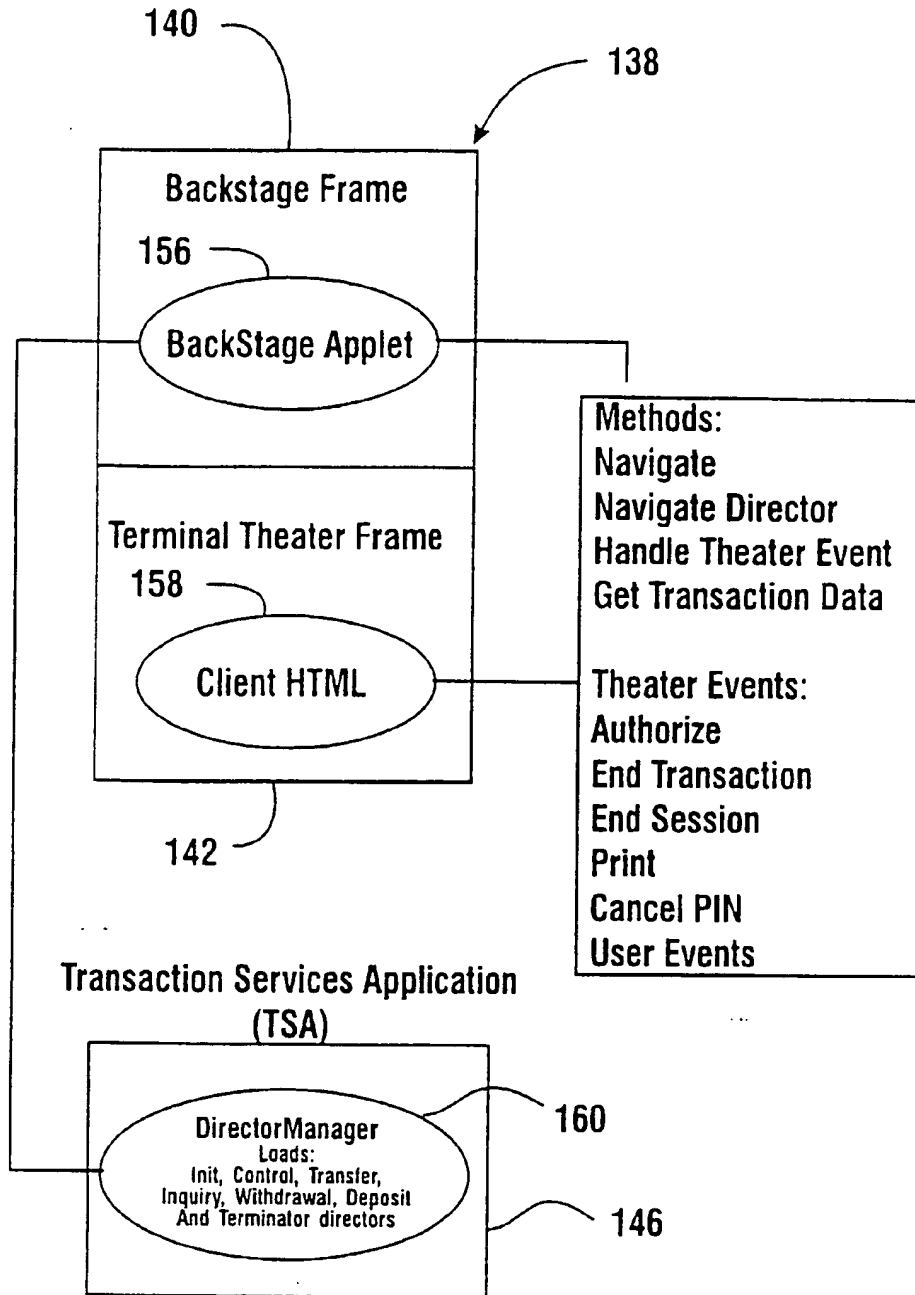 140
138
Backstage Frame
156
BackStage Applet
Methods:
Navigate
Navigate Director
Handle Theater Event
Get Transaction Data
Terminal Theater Frame
158
Client HTML
Theater Events:
Authorize
End Transaction
End Session
Print
Cancel PIN
User Events
142
Transaction Services Application
(TSA)
160
DirectorManager
Loads:
Init, Control, Transfer,
Inquiry, Withdrawal, Deposit
And Terminator directors
146